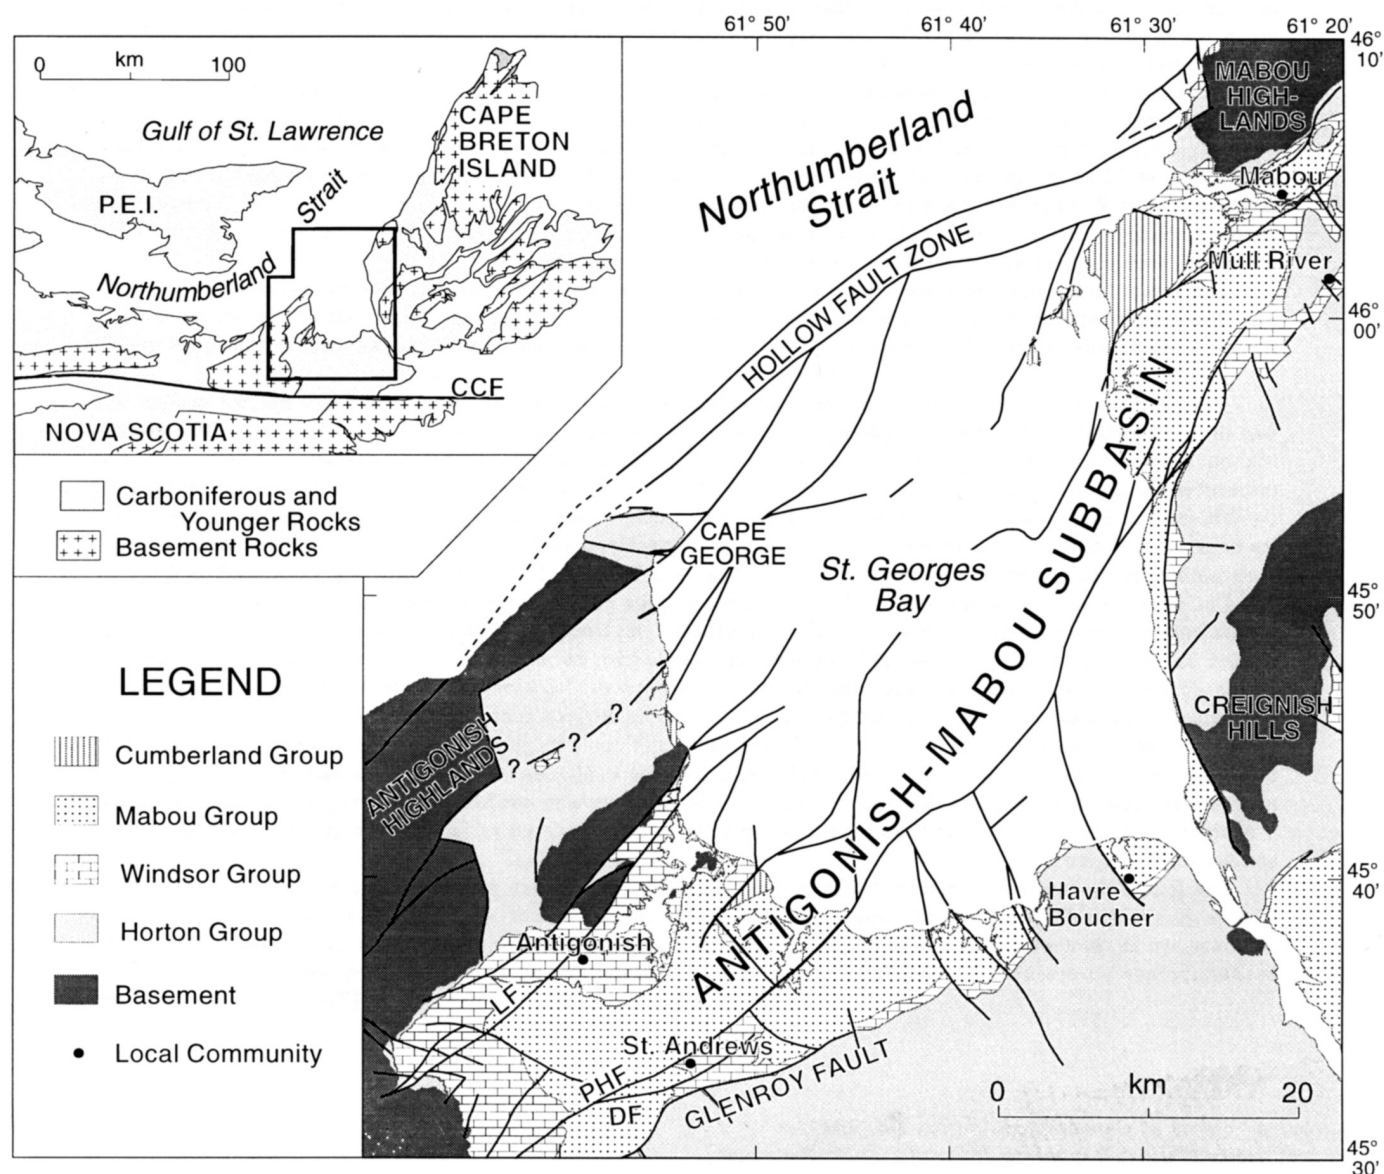 61° 50' 61° 40' 61° 30' 61° 20'
46°
10'
0 km 100
Gulf of St. Lawrence
CAPE
BRETON
ISLAND
P.E.I.
Strait
Northumberland
CCF
NOVA SCOTIA
Carboniferous and
Younger Rocks
Basement Rocks
LEGEND
Cumberland Group
Mabou Group
Windsor Group
Horton Group
Basement
Local Community
MABOU
HIGH-
LANDS
Northumberland
Strait
Mabou
HOLLOW FAULT ZONE
Mull River
46°
00'
CAPE
GEORGE
St. Georges
Bay
ANTIGONISH-MABOU SUBBASIN
45°
50'
ANTIGONISH
HIGHLANDS
? ? ?
CREIGNISH
HILLS
45°
40'
Havre
Boucher
Antigonish
LF
St. Andrews
PHF
DF
GLENROY FAULT
0 km 20
45°
30'